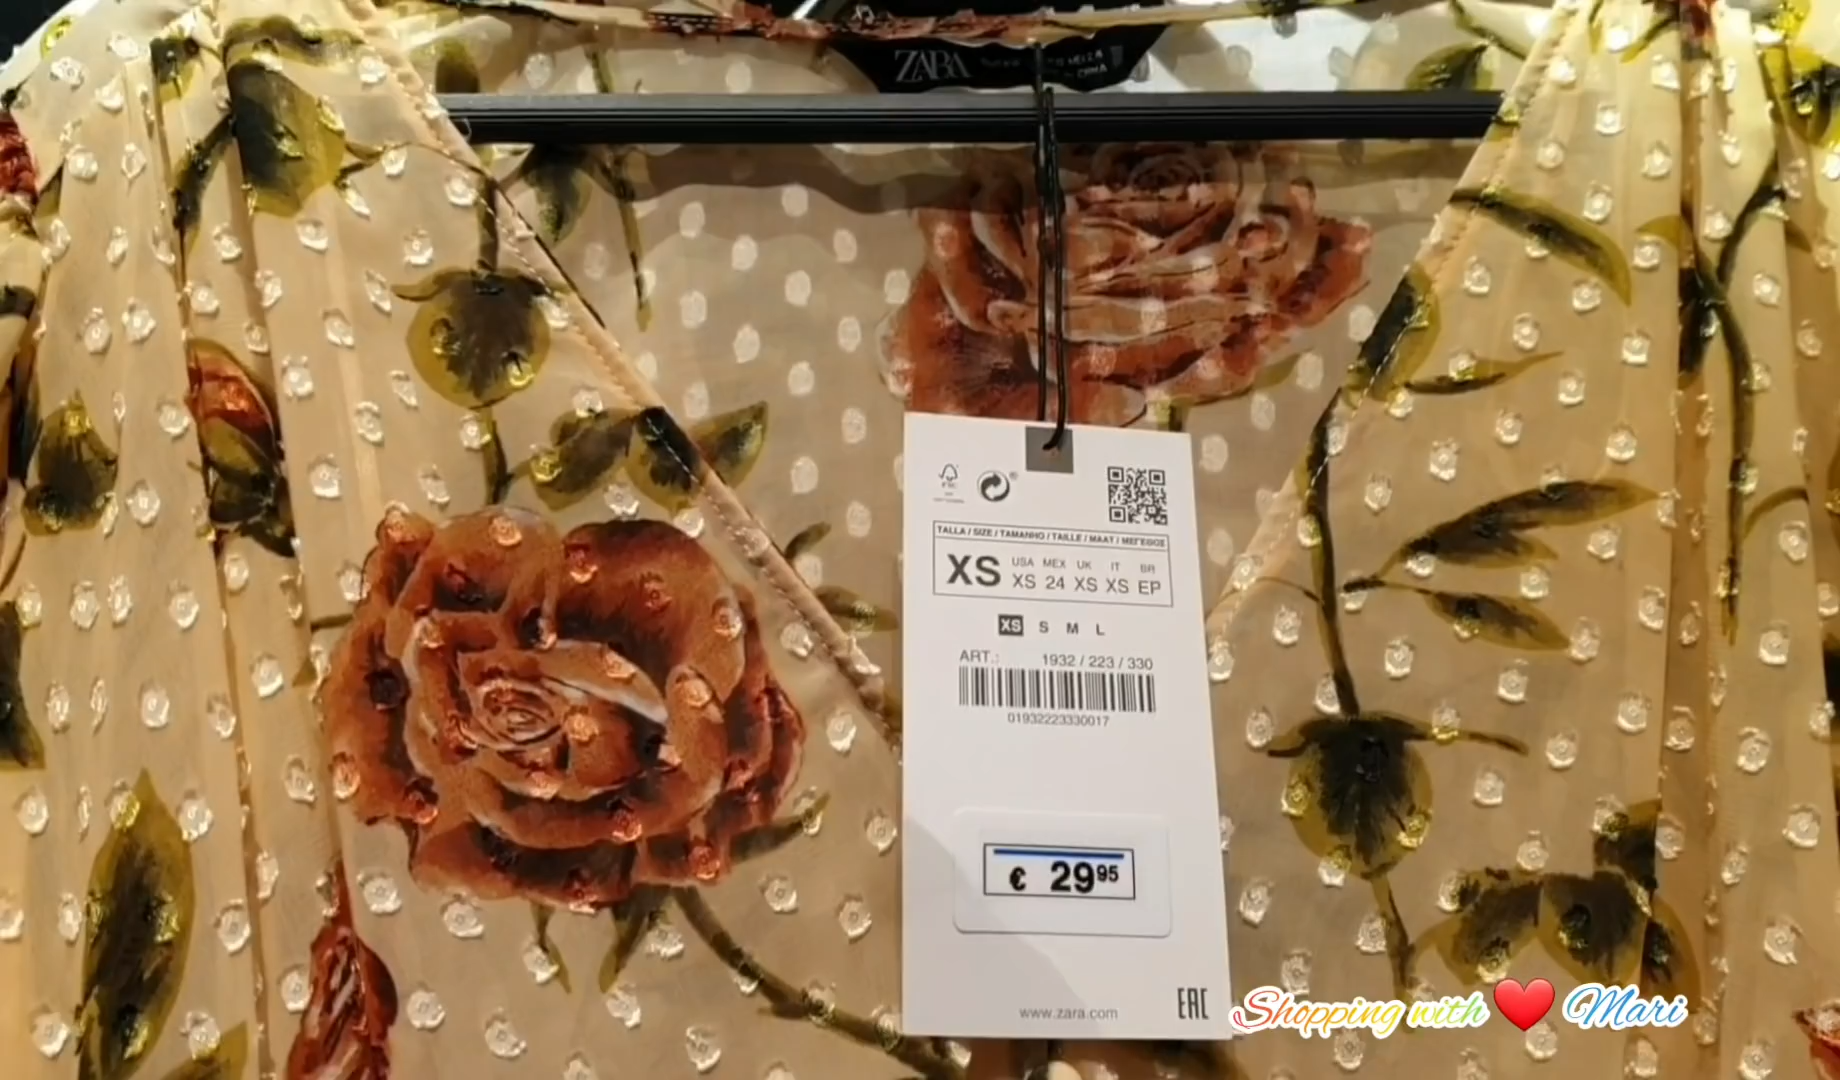 ZARA
TALLA / SIZE / TAMANHO / TAILLE / MAAT / ΜΕΓΕΘΟΣ
XS
USA MEX UK IT BR
XS 24 XS XS EP
XS S M L
ART.: 1932 / 223 / 330
01932223330017
€ 29 95
www.zara.com
EAC
Shopping with ❤️ Mari